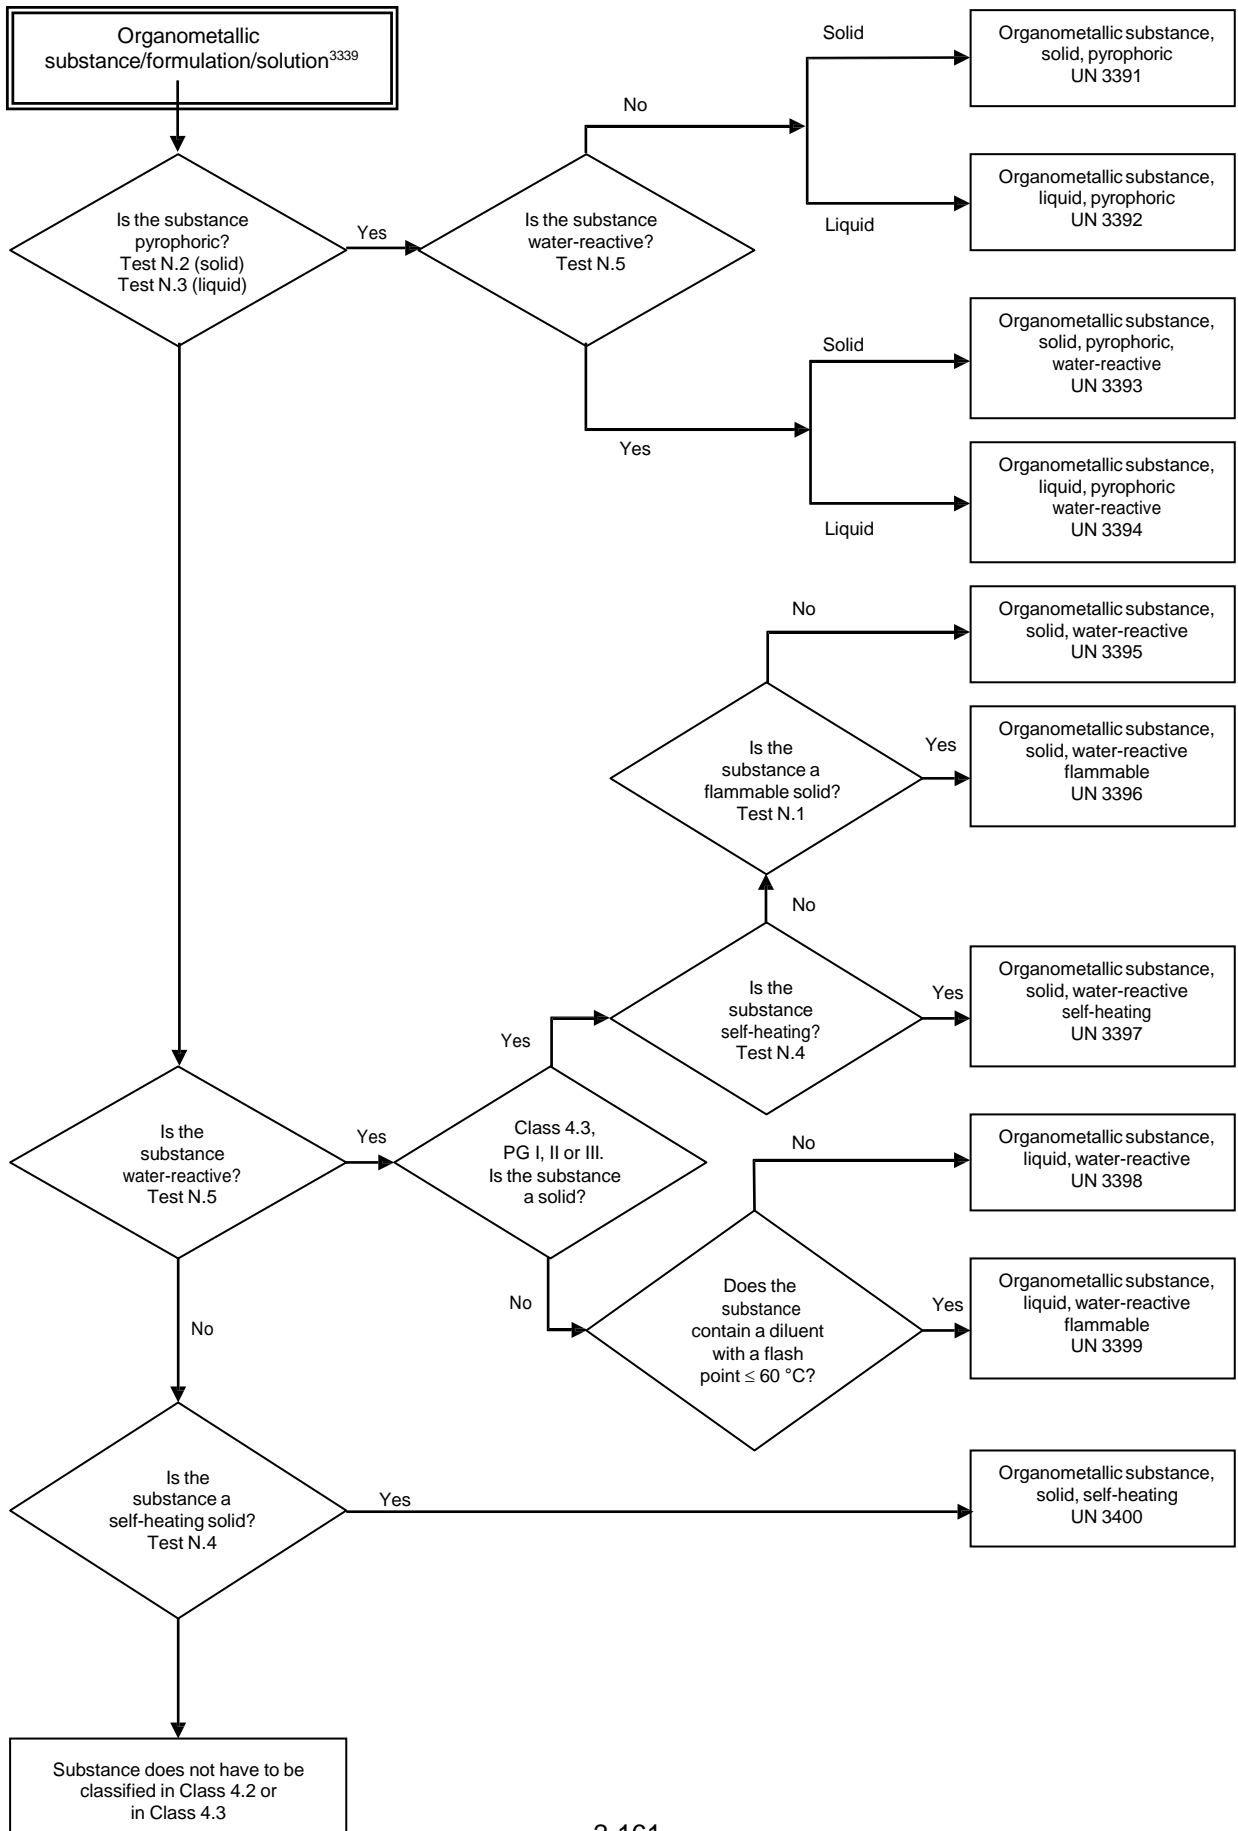 Organometallic
substance/formulation/solution3339
Solid
Organometallic substance,
solid, pyrophoric
UN 3391
No
Organometallic substance,
liquid, pyrophoric
UN 3392
Liquid
Is the substance
pyrophoric?
Test N.2 (solid)
Test N.3 (liquid)
Yes
Is the substance
water-reactive?
Test N.5
Solid
Organometallic substance,
solid, pyrophoric,
water-reactive
UN 3393
Yes
Organometallic substance,
liquid, pyrophoric
water-reactive
UN 3394
Liquid
No
Organometallic substance,
solid, water-reactive
UN 3395
Is the
substance a
flammable solid?
Test N.1
Yes
Organometallic substance,
solid, water-reactive
flammable
UN 3396
No
Is the
substance
self-heating?
Test N.4
Yes
Organometallic substance,
solid, water-reactive
self-heating
UN 3397
Yes
Is the
substance
water-reactive?
Test N.5
Yes
Class 4.3,
PG I, II or III.
Is the substance
a solid?
No
Organometallic substance,
liquid, water-reactive
UN 3398
No
Does the
substance
contain a diluent
with a flash
point ≤ 60 °C?
Yes
Organometallic substance,
liquid, water-reactive
flammable
UN 3399
No
Is the
substance a
self-heating solid?
Test N.4
Yes
Organometallic substance,
solid, self-heating
UN 3400
Substance does not have to be
classified in Class 4.2 or
in Class 4.3
2-161